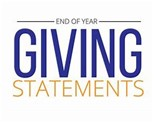 END OF YEAR
GIVING
STATEMENTS